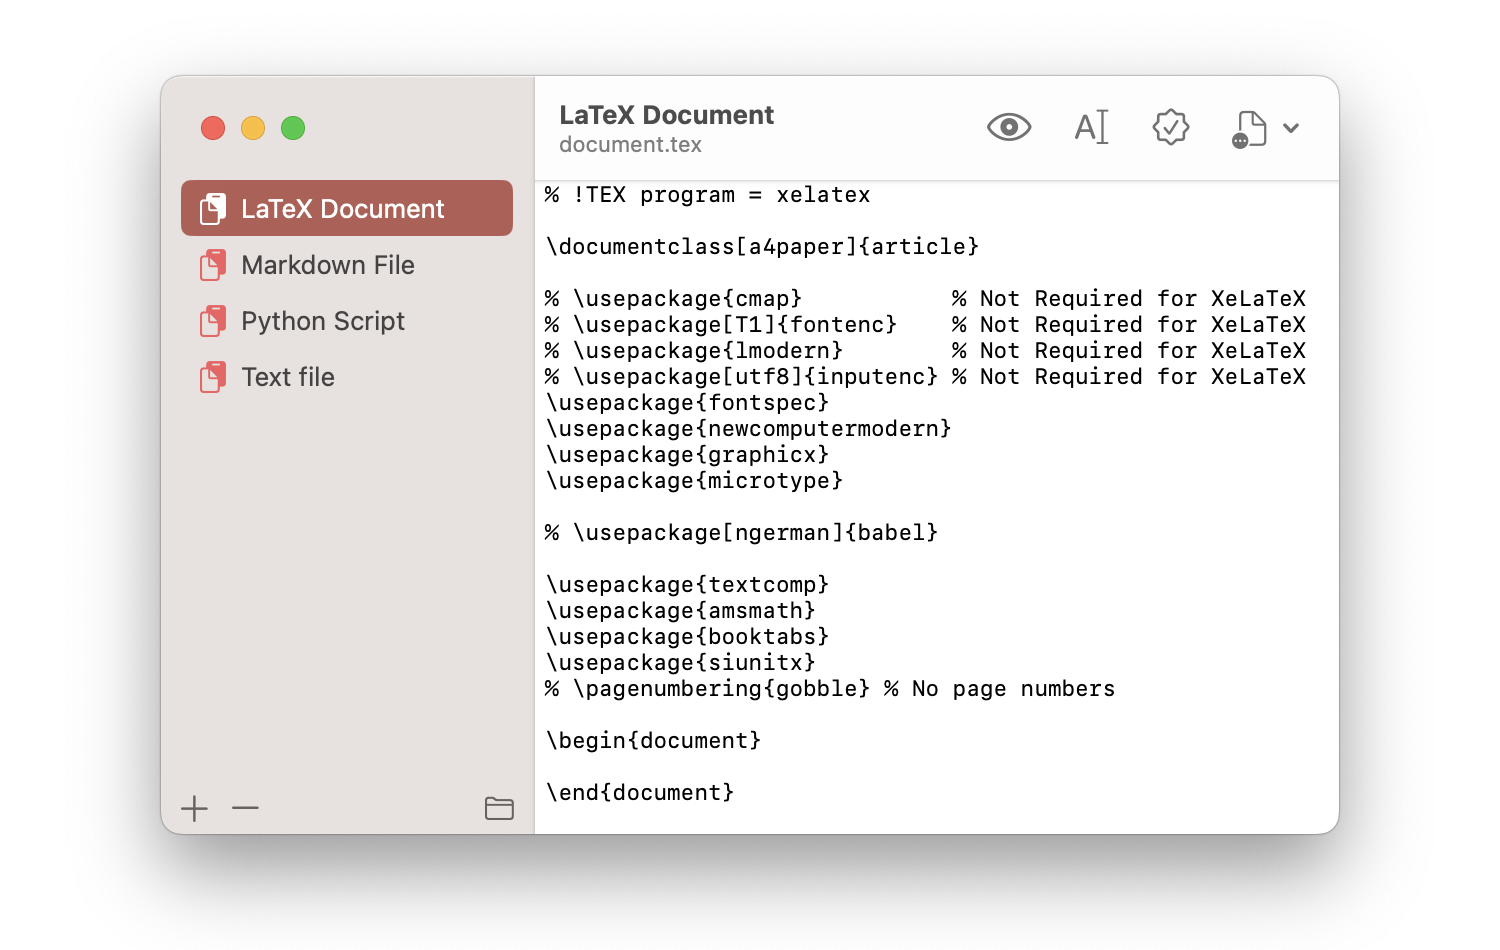 LaTeX Document
Markdown File
Python Script
Text file
LaTeX Document
document.tex
% !TEX program = xelatex
\documentclass[a4paper]{article}
% \usepackage{cmap}           % Not Required for XeLaTeX
% \usepackage[T1]{fontenc}    % Not Required for XeLaTeX
% \usepackage{lmodern}        % Not Required for XeLaTeX
% \usepackage[utf8]{inputenc} % Not Required for XeLaTeX
\usepackage{fontspec}
\usepackage{newcomputermodern}
\usepackage{graphicx}
\usepackage{microtype}
% \usepackage[ngerman]{babel}
\usepackage{textcomp}
\usepackage{amsmath}
\usepackage{booktabs}
\usepackage{siunitx}
% \pagenumbering{gobble} % No page numbers
\begin{document}
\end{document}